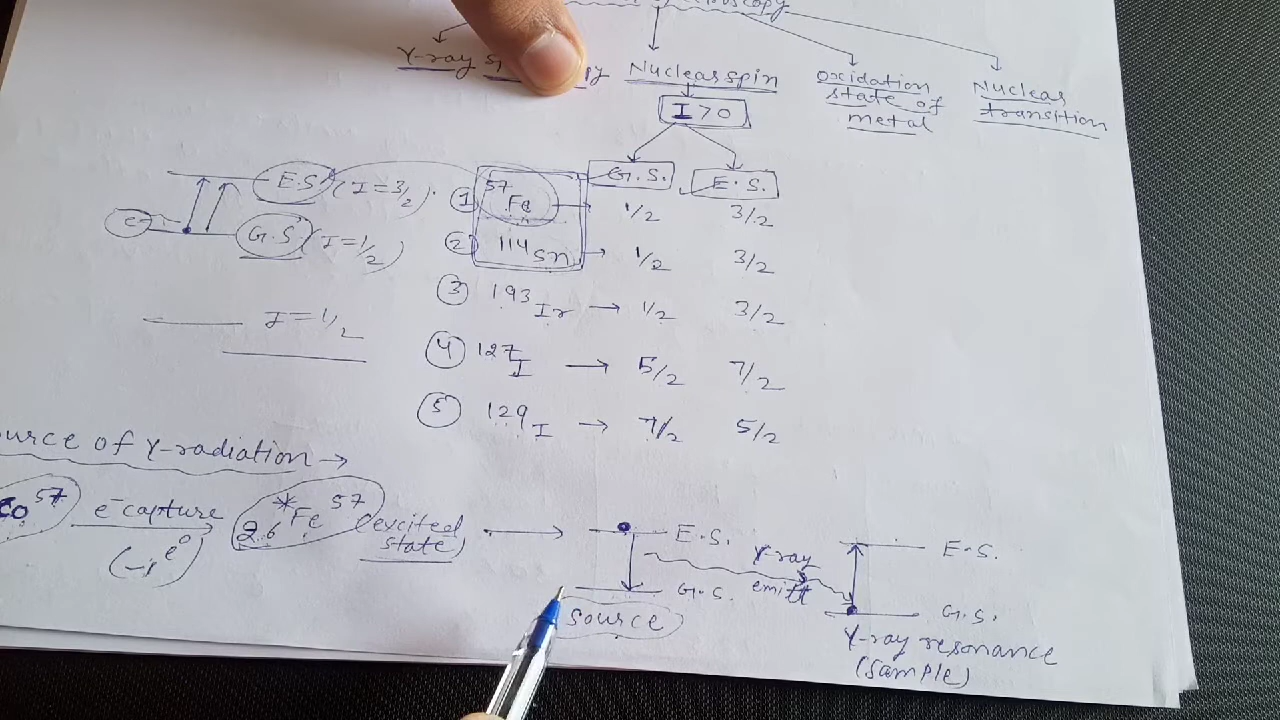 γ-ray
Nuclear spin
Oxidation state of metal
Nuclear transition
I > 0
G.S. E.S.
E.S. (I = 3/2).
G.S (I = 1/2)
e⁻
① ⁵⁷Fe → 1/2 3/2
② ¹¹⁴Sn → 1/2 3/2
③ ¹⁹³Ir → 1/2 3/2
④ ¹²⁷I → 5/2 7/2
⑤ ¹²⁹I → 7/2 5/2
I = 1/2
of γ-radiation →
Co⁵⁷ e⁻ capture (₋₁e⁰) ₂₆*Fe⁵⁷ (excited state) →
E.S.
G.S.
source
γ-ray emitt
E.S.
G.S.
γ-ray resonance
(sample)